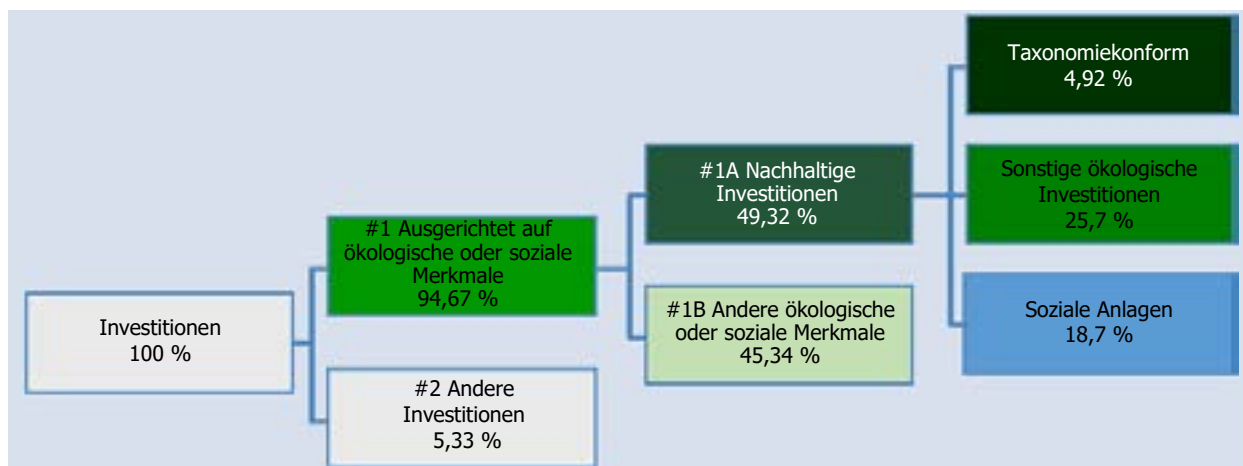 Investitionen
100 %
#1 Ausgerichtet auf
ökologische oder soziale
Merkmale
94,67 %
#2 Andere
Investitionen
5,33 %
#1A Nachhaltige
Investitionen
49,32 %
#1B Andere ökologische
oder soziale Merkmale
45,34 %
Taxonomiekonform
4,92 %
Sonstige ökologische
Investitionen
25,7 %
Soziale Anlagen
18,7 %